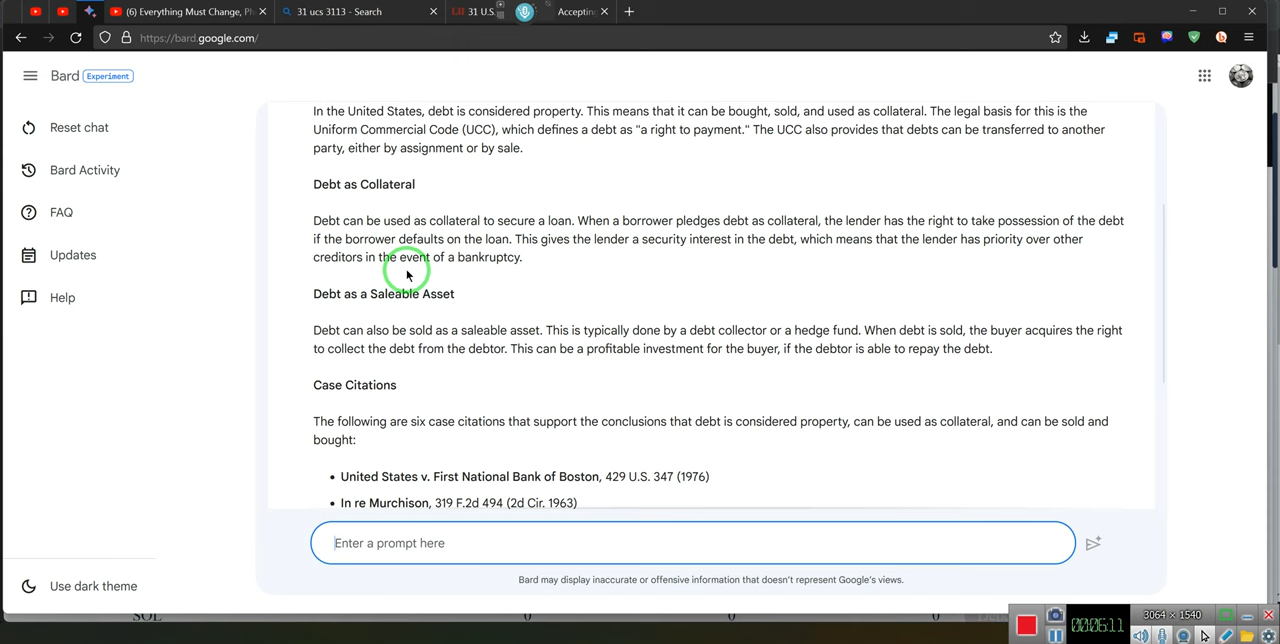 (6) Everything Must Change, Ph
31 ucs 3113 - Search
31 U.S.
Accepting
https://bard.google.com/
Bard
Experiment
Reset chat
Bard Activity
FAQ
Updates
Help
Use dark theme
In the United States, debt is considered property. This means that it can be bought, sold, and used as collateral. The legal basis for this is the
Uniform Commercial Code (UCC), which defines a debt as "a right to payment." The UCC also provides that debts can be transferred to another
party, either by assignment or by sale.
Debt as Collateral
Debt can be used as collateral to secure a loan. When a borrower pledges debt as collateral, the lender has the right to take possession of the debt
if the borrower defaults on the loan. This gives the lender a security interest in the debt, which means that the lender has priority over other
creditors in the event of a bankruptcy.
Debt as a Saleable Asset
Debt can also be sold as a saleable asset. This is typically done by a debt collector or a hedge fund. When debt is sold, the buyer acquires the right
to collect the debt from the debtor. This can be a profitable investment for the buyer, if the debtor is able to repay the debt.
Case Citations
The following are six case citations that support the conclusions that debt is considered property, can be used as collateral, and can be sold and
bought:
• United States v. First National Bank of Boston, 429 U.S. 347 (1976)
• In re Murchison, 319 F.2d 494 (2d Cir. 1963)
Enter a prompt here
Bard may display inaccurate or offensive information that doesn't represent Google's views.
SOL 0 0 0
3064 × 1540
00:06:11